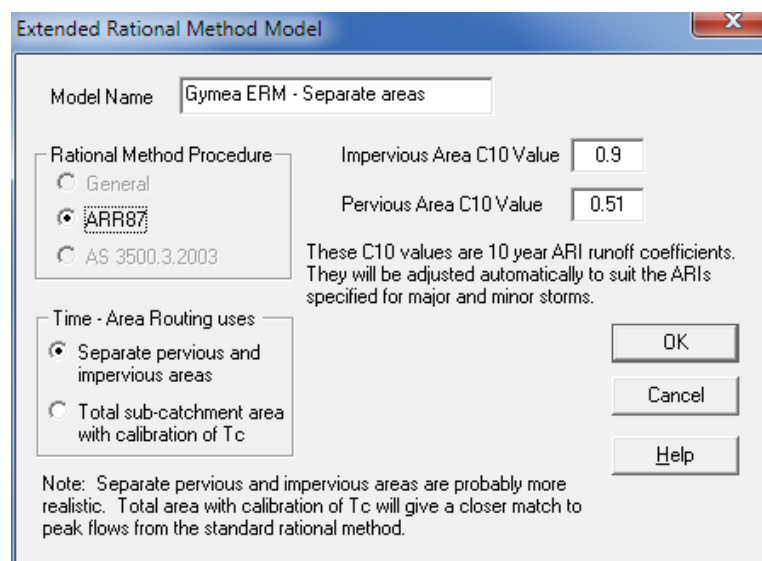 Extended Rational Method Model
X
Model Name Gymea ERM - Separate areas
Rational Method Procedure
General
ARR87
AS 3500.3.2003
Impervious Area C10 Value 0.9
Pervious Area C10 Value 0.51
These C10 values are 10 year ARI runoff coefficients.
They will be adjusted automatically to suit the ARIs
specified for major and minor storms.
Time - Area Routing uses
Separate pervious and
impervious areas
Total sub-catchment area
with calibration of Tc
OK
Cancel
Help
Note: Separate pervious and impervious areas are probably more
realistic. Total area with calibration of Tc will give a closer match to
peak flows from the standard rational method.